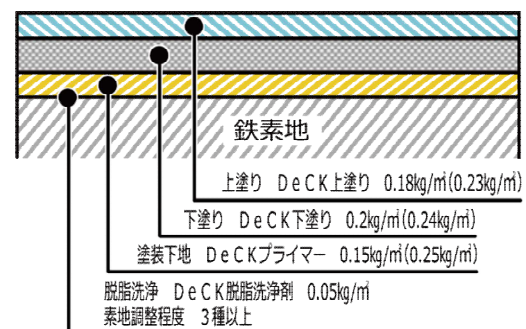 鉄素地
上塗り DeCK上塗り 0.18kg/㎡(0.23kg/㎡)
下塗り DeCK下塗り 0.2kg/㎡(0.24kg/㎡)
塗装下地 DeCKプライマー 0.15kg/㎡(0.25kg/㎡)
脱脂洗浄 DeCK脱脂洗浄剤 0.05kg/㎡
素地調整程度 3種以上